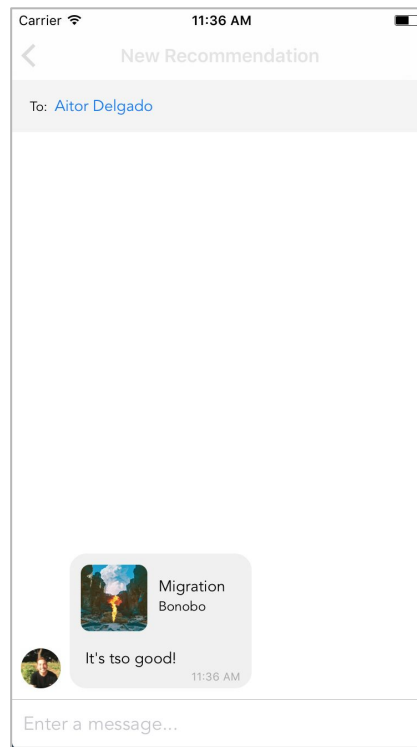 Carrier 11:36 AM
New Recommendation
To: Aitor Delgado
Migration
Bonobo
It's tso good!
11:36 AM
Enter a message...